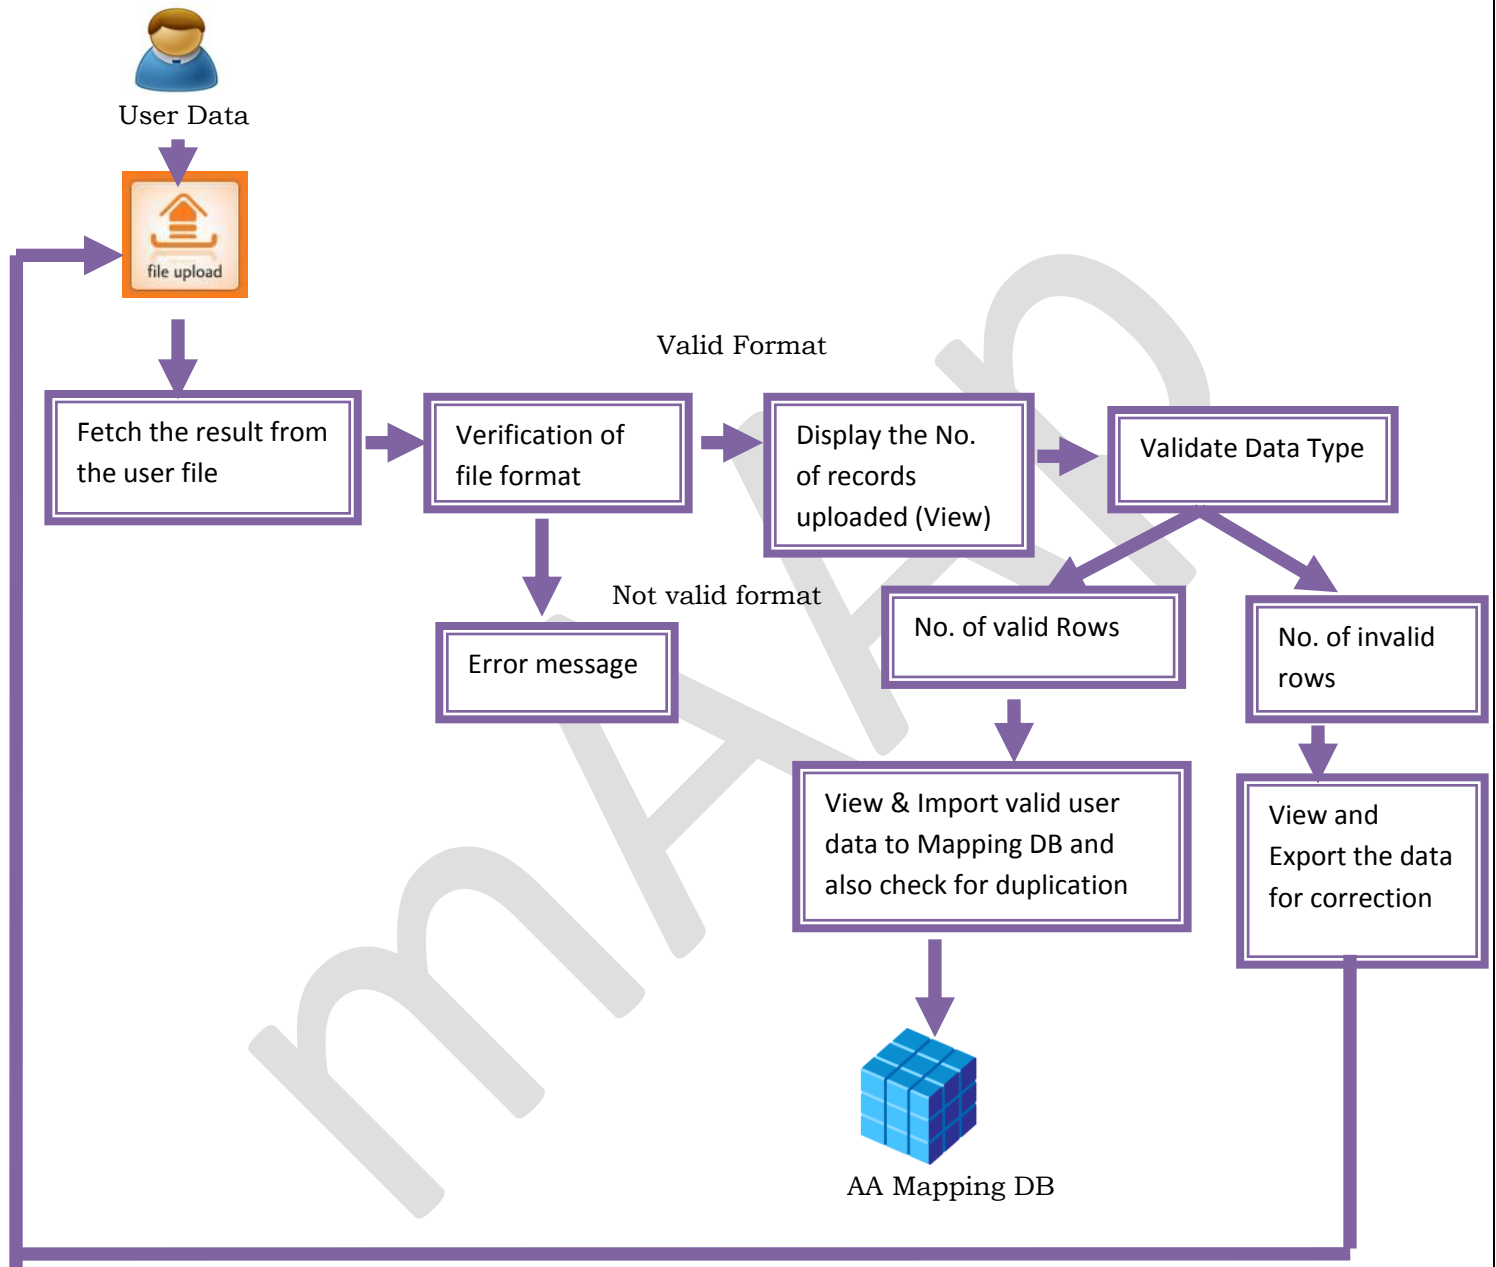 User Data
file upload
Valid Format
Fetch the result from
the user file
Verification of
file format
Display the No.
of records
uploaded (View)
Validate Data Type
Not valid format
Error message
No. of valid Rows
No. of invalid
rows
View & Import valid user
data to Mapping DB and
also check for duplication
View and
Export the data
for correction
AA Mapping DB
mAAp